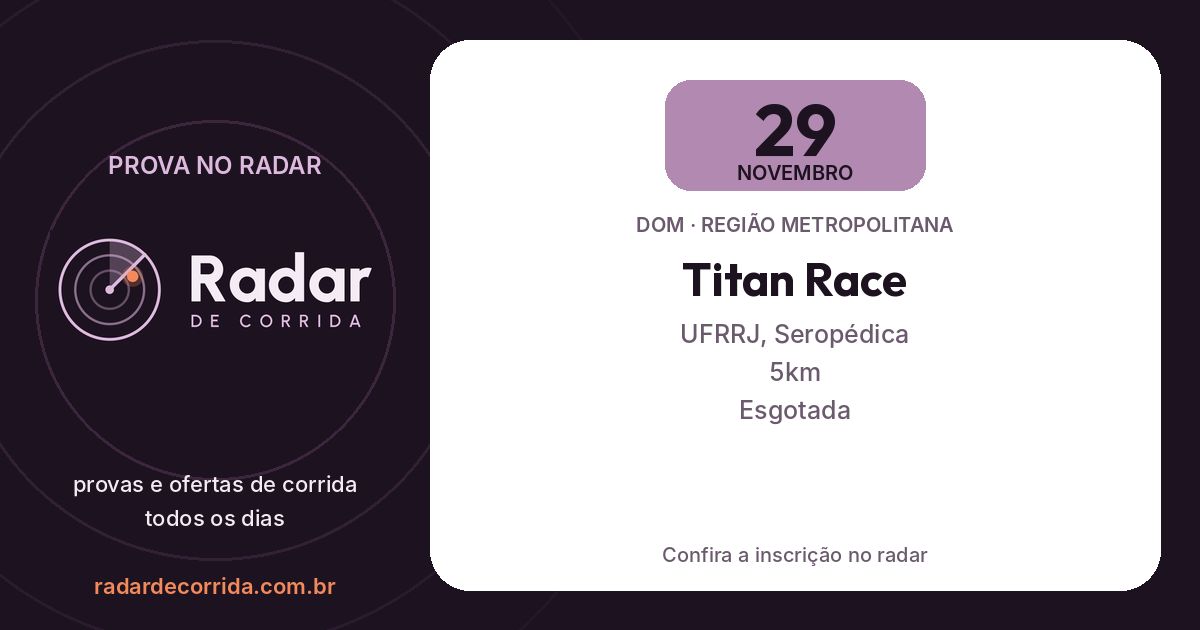 PROVA NO RADAR
Radar
DE CORRIDA
provas e ofertas de corrida
todos os dias
radardecorrida.com.br
29
NOVEMBRO
DOM · REGIÃO METROPOLITANA
Titan Race
UFRRJ, Seropédica
5km
Esgotada
Confira a inscrição no radar